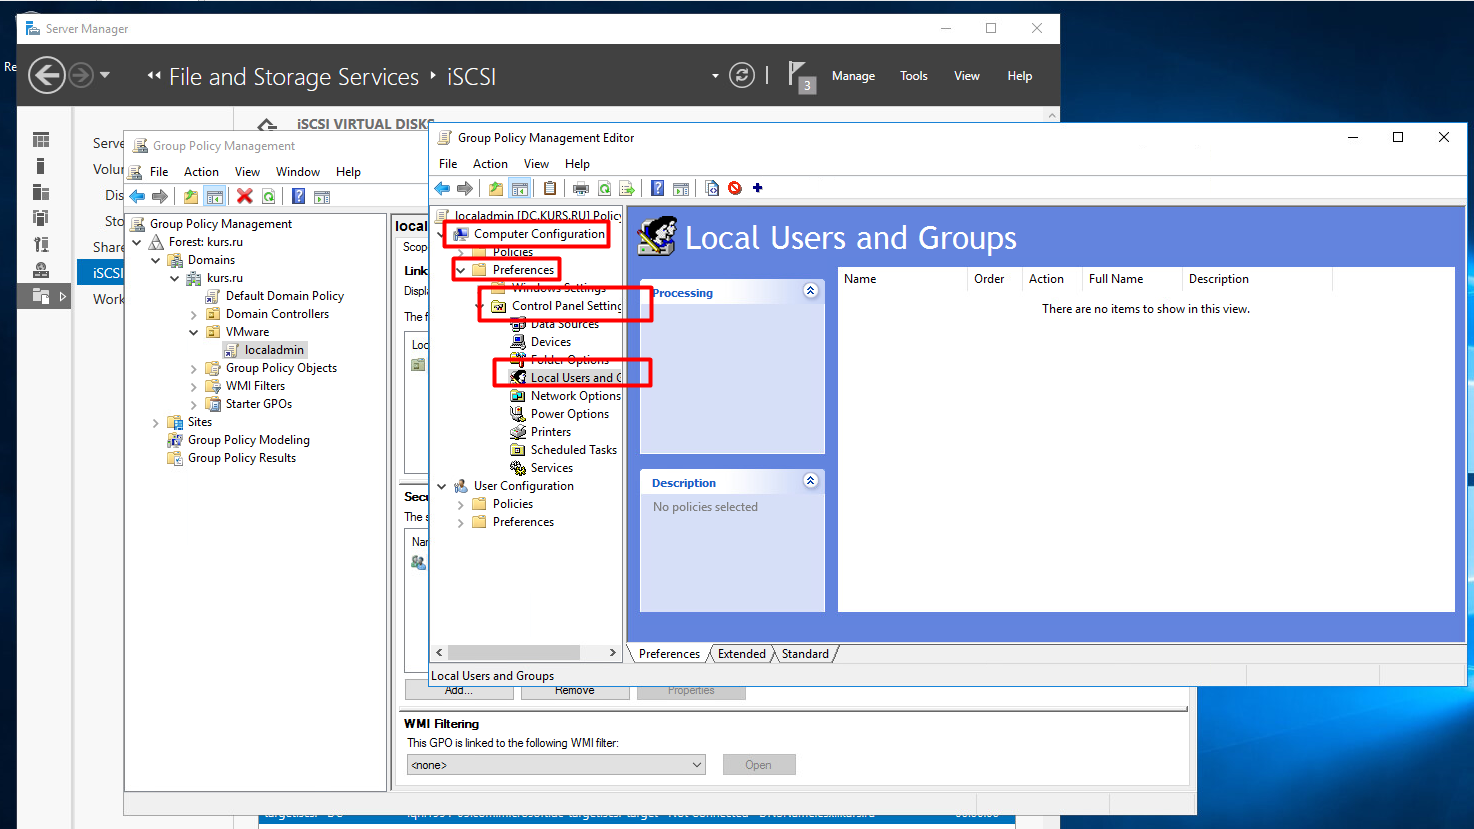 Server Manager
Re
File and Storage Services
iSCSI
3
Manage
Tools
View
Help
iSCSI VIRTUAL DISKS
Serve
Volu
Dis
Sto
Share
iSCSI
Work
Group Policy Management
File
Action
View
Window
Help
Group Policy Management
Forest: kurs.ru
Domains
kurs.ru
Default Domain Policy
Domain Controllers
VMware
localadmin
Group Policy Objects
WMI Filters
Starter GPOs
Sites
Group Policy Modeling
Group Policy Results
local
Scop
Link
Displa
The f
Loc
Secu
The s
Nan
Add...
Remove
Properties
WMI Filtering
This GPO is linked to the following WMI filter:
<none>
Open
Group Policy Management Editor
File
Action
View
Help
localadmin [DC.KURS.RU] Policy
Computer Configuration
Policies
Preferences
Windows Settings
Control Panel Setting
Data Sources
Devices
Folder Options
Local Users and G
Network Options
Power Options
Printers
Scheduled Tasks
Services
User Configuration
Policies
Preferences
Local Users and Groups
Processing
Description
No policies selected
Name
Order
Action
Full Name
Description
There are no items to show in this view.
Preferences
Extended
Standard
Local Users and Groups